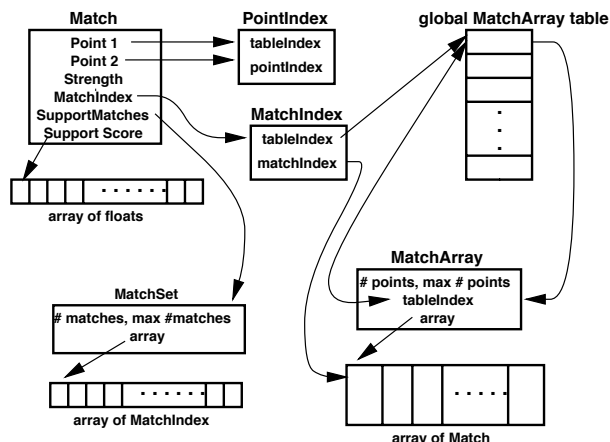 Match
Point 1
Point 2
Strength
MatchIndex
SupportMatches
Support Score
array of floats
PointIndex
tableIndex
pointIndex
MatchIndex
tableIndex
matchIndex
global MatchArray table
MatchSet
# matches, max #matches
array
array of MatchIndex
MatchArray
# points, max # points
tableIndex
array
array of Match